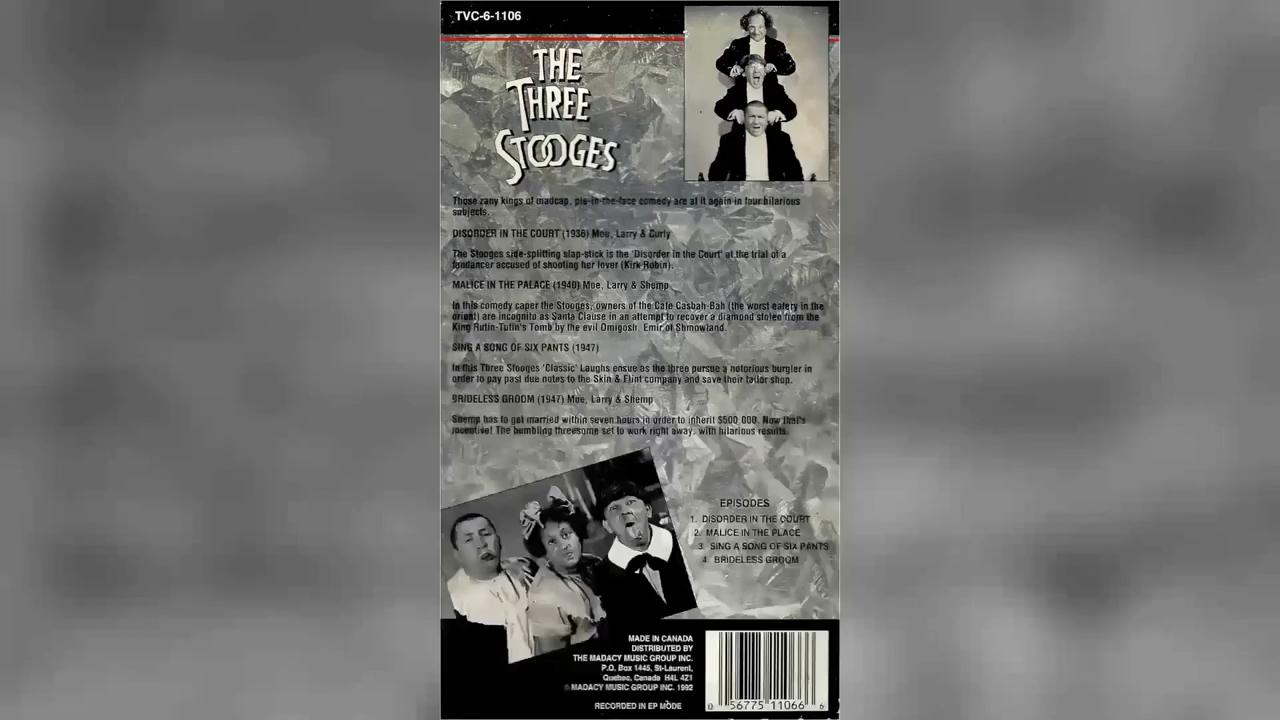 TVC-6-1106
THE
THREE
STOOGES
Those zany kings of madcap, pie-in-the-face comedy are at it again in four hilarious
subjects.
DISORDER IN THE COURT (1936) Moe, Larry & Curly
The Stooges side-splitting slap-stick is the 'Disorder in the Court' at the trial of a
fandancer accused of shooting her lover (Kirk Robin).
MALICE IN THE PALACE (1940) Moe, Larry & Shemp
In this comedy caper the Stooges, owners of the Cafe Casbah-Bah (the worst eatery in the
orient) are incognito as Santa Clause in an attempt to recover a diamond stolen from the
King Rutin-Tutin's Tomb by the evil Omigosh, Emir of Shmowland.
SING A SONG OF SIX PANTS (1947)
In this Three Stooges 'Classic' Laughs ensue as the three pursue a notorious burgler in
order to pay past due notes to the Skin & Flint company and save their tailor shop.
BRIDELESS GROOM (1947) Moe, Larry & Shemp
Shemp has to get married within seven hours in order to inherit $500,000. Now that's
incentive! The bumbling threesome set to work right away, with hilarious results.
EPISODES
1. DISORDER IN THE COURT
2. MALICE IN THE PLACE
3. SING A SONG OF SIX PANTS
4. BRIDELESS GROOM
MADE IN CANADA
DISTRIBUTED BY
THE MADACY MUSIC GROUP INC.
P.O. Box 1445, St-Laurent,
Quebec, Canada H4L 4Z1
© MADACY MUSIC GROUP INC. 1992
RECORDED IN EP MODE
0 56775 11066 6